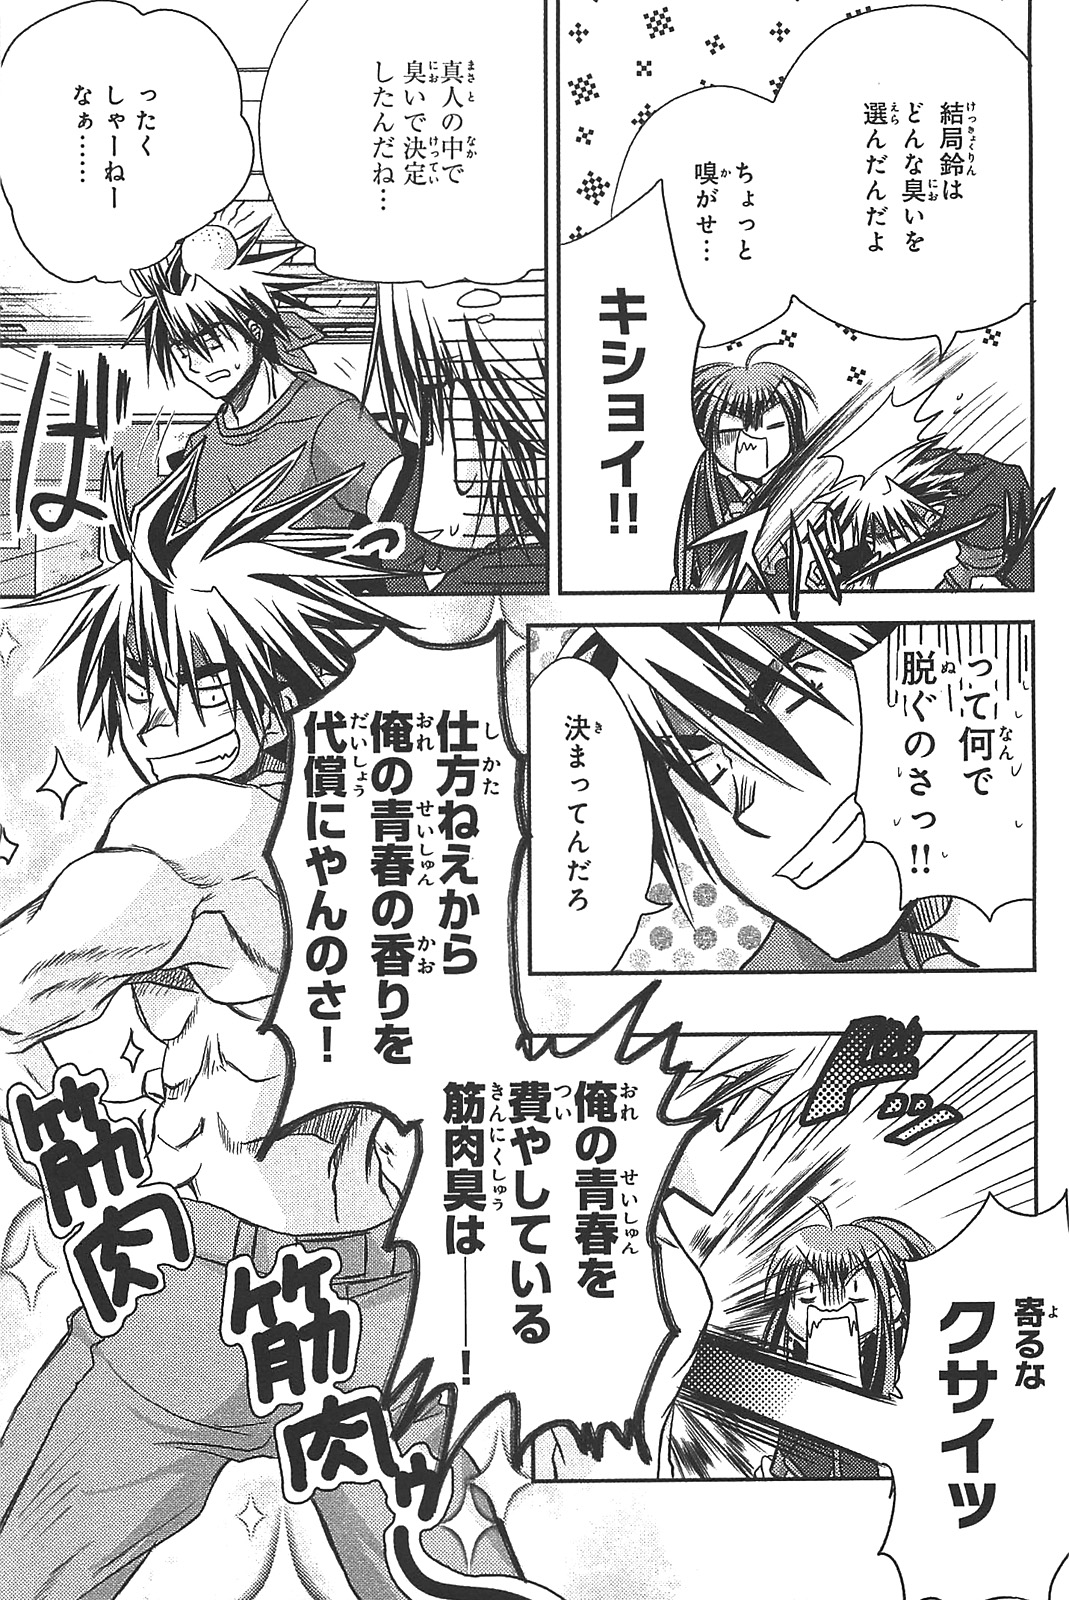 結局鈴は
どんな臭いを
選んだんだよ
ちょっと
嗅がせ…
キショイ!!
真人の中で
臭いで決定
したんだね…
ったく
しゃーねー
なぁ……
ば
って何で
脱ぐのさっ!!
決まってんだろ
仕方ねえから
俺の青春の香りを
代償にやんのさ!
俺の青春を
費やしている
筋肉臭は――!
筋肉
筋肉ゥ
ドガッ
寄るな
クサイッ